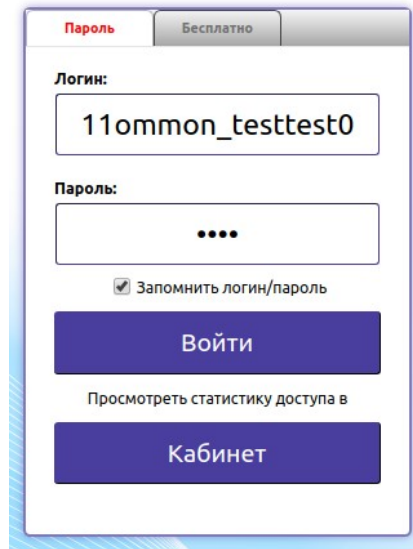 Пароль
Бесплатно
Логин:
11ommon_testtest0
Пароль:
••••
Запомнить логин/пароль
Войти
Просмотреть статистику доступа в
Кабинет